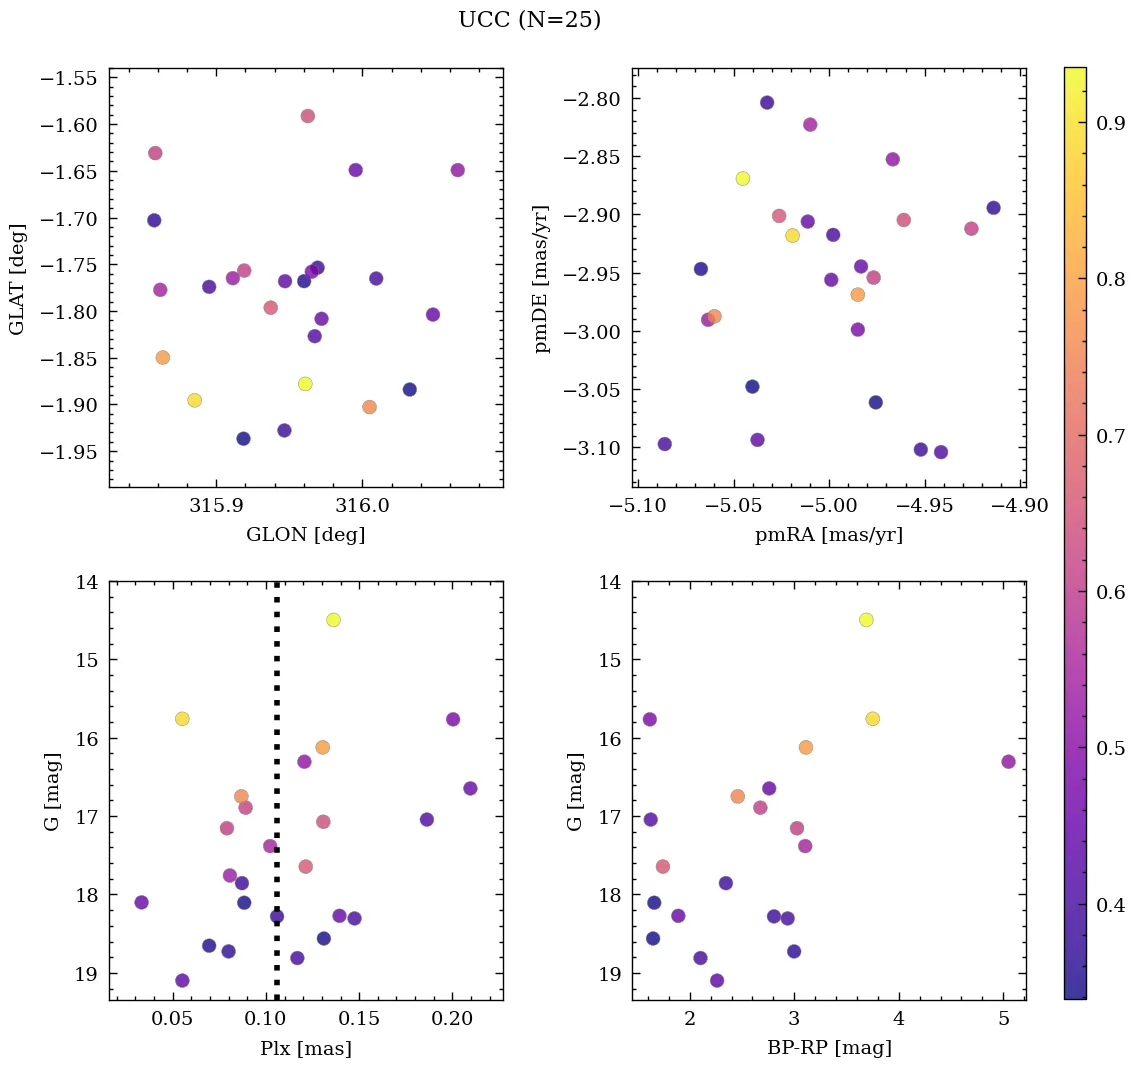 UCC (N=25)
−1.55
−1.60
−1.65
−1.70
−1.75
−1.80
−1.85
−1.90
−1.95
GLAT [deg]
315.9 316.0
GLON [deg]
−2.80
−2.85
−2.90
−2.95
−3.00
−3.05
−3.10
pmDE [mas/yr]
−5.10 −5.05 −5.00 −4.95 −4.90
pmRA [mas/yr]
14
15
16
17
18
19
G [mag]
0.05 0.10 0.15 0.20
Plx [mas]
14
15
16
17
18
19
G [mag]
2 3 4 5
BP-RP [mag]
0.9
0.8
0.7
0.6
0.5
0.4